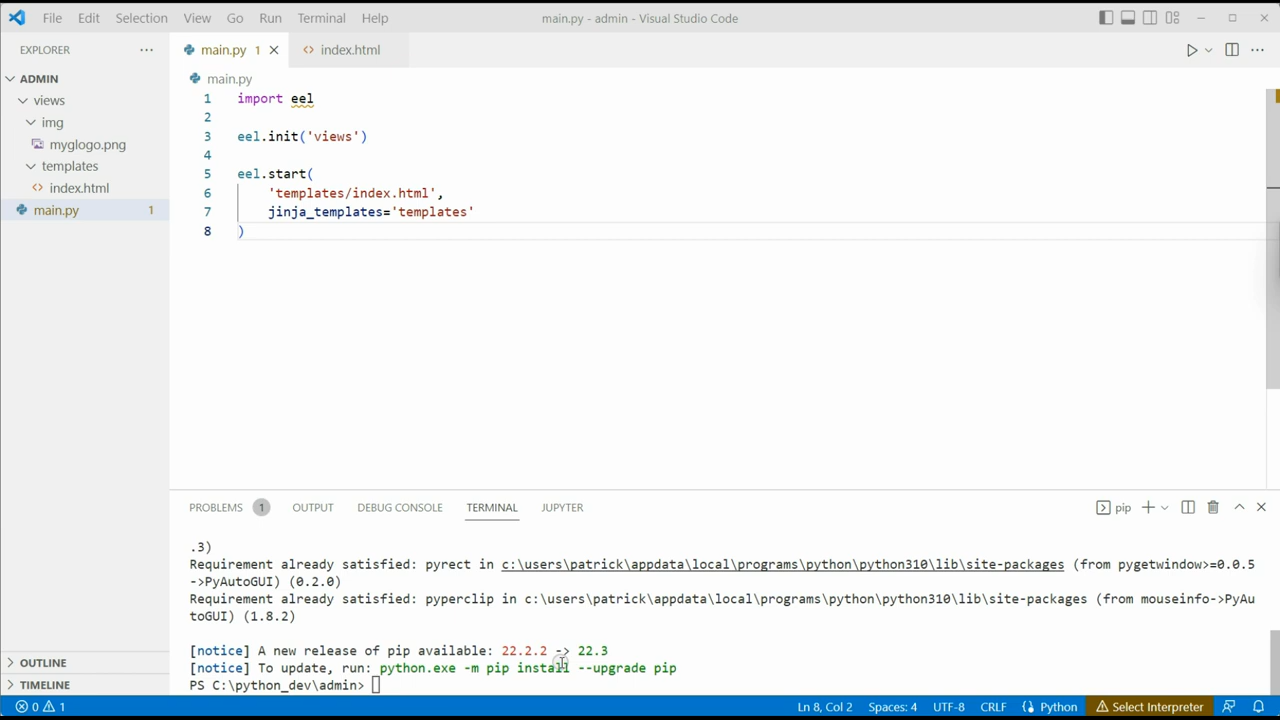 File Edit Selection View Go Run Terminal Help main.py - admin - Visual Studio Code
EXPLORER
main.py 1
index.html
ADMIN
views
img
myglogo.png
templates
index.html
main.py 1
OUTLINE
TIMELINE
main.py
1 import eel
2
3 eel.init('views')
4
5 eel.start(
6 'templates/index.html',
7 jinja_templates='templates'
8 )
PROBLEMS 1 OUTPUT DEBUG CONSOLE TERMINAL JUPYTER pip
.3)
Requirement already satisfied: pyrect in c:\users\patrick\appdata\local\programs\python\python310\lib\site-packages (from pygetwindow>=0.0.5
->PyAutoGUI) (0.2.0)
Requirement already satisfied: pyperclip in c:\users\patrick\appdata\local\programs\python\python310\lib\site-packages (from mouseinfo->PyAu
toGUI) (1.8.2)
[notice] A new release of pip available: 22.2.2 -> 22.3
[notice] To update, run: python.exe -m pip install --upgrade pip
PS C:\python_dev\admin>
0 1 Ln 8, Col 2 Spaces: 4 UTF-8 CRLF Python Select Interpreter